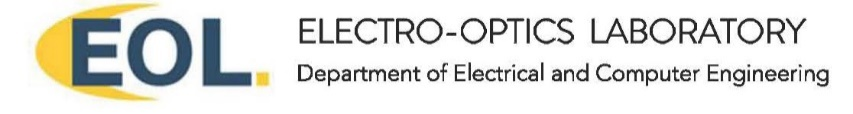 EOL.
ELECTRO-OPTICS LABORATORY
Department of Electrical and Computer Engineering